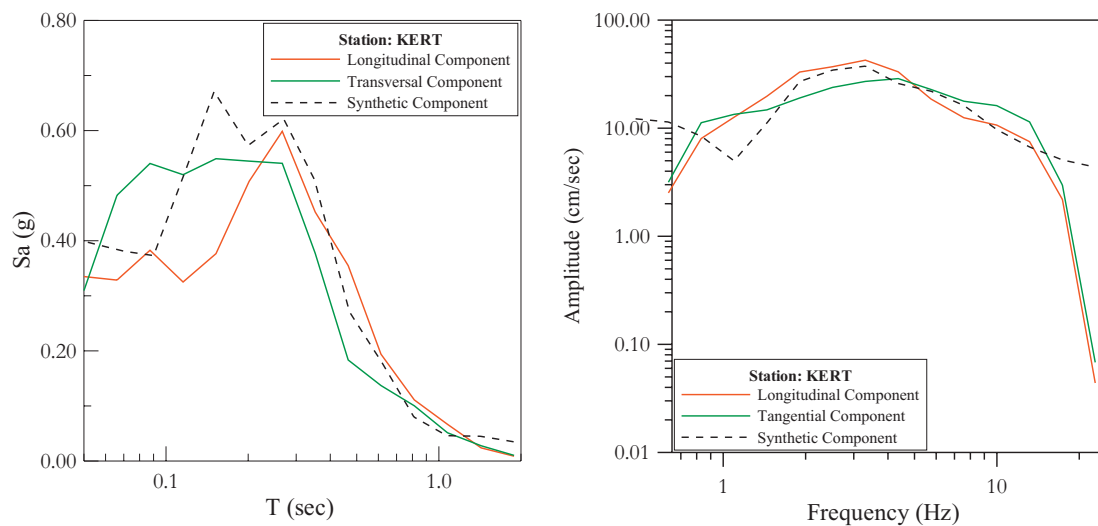 0.80
0.60
0.40
0.20
0.00
Sa (g)
0.1
1.0
T (sec)
Station: KERT
Longitudinal Component
Transversal Component
Synthetic Component
100.00
10.00
1.00
0.10
0.01
Amplitude (cm/sec)
1
10
Frequency (Hz)
Station: KERT
Longitudinal Component
Tangential Component
Synthetic Component